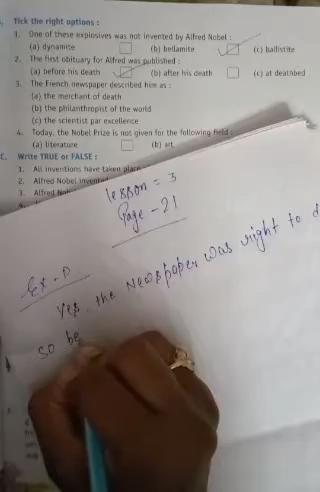 Tick the right options :
1. One of these explosives was not invented by Alfred Nobel :
(a) dynamite (b) bellamite (c) ballistite
2. The first obituary for Alfred was published :
(a) before his death (b) after his death (c) at deathbed
3. The French newspaper described him as :
(a) the merchant of death
(b) the philanthropist of the world
(c) the scientist par excellence
4. Today, the Nobel Prize is not given for the following field :
(a) literature (b) art
C. Write TRUE or FALSE :
1. All inventions have taken place
2. Alfred Nobel invented
3. Alfred
4.
lesson = 3
Page - 21
Ex - D
Yes, the Newspaper was right to d
so be